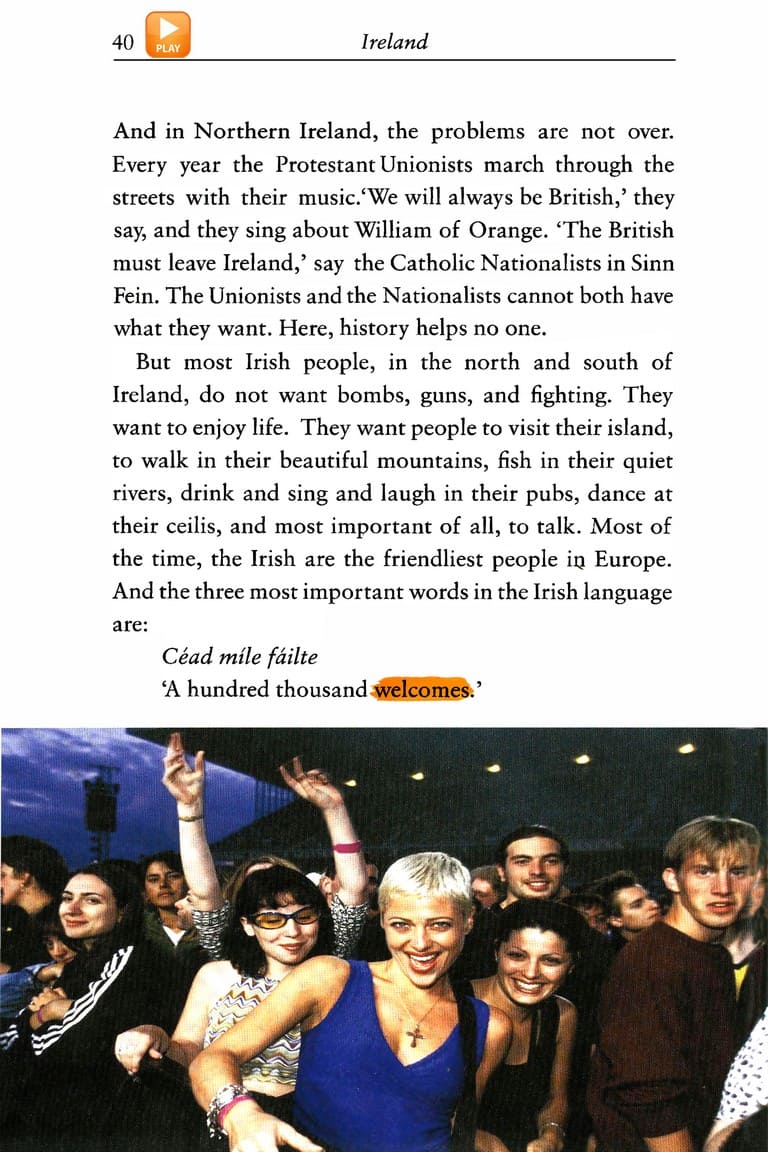 40 PLAY Ireland
And in Northern Ireland, the problems are not over.
Every year the Protestant Unionists march through the
streets with their music.‘We will always be British,’ they
say, and they sing about William of Orange. ‘The British
must leave Ireland,’ say the Catholic Nationalists in Sinn
Fein. The Unionists and the Nationalists cannot both have
what they want. Here, history helps no one.
But most Irish people, in the north and south of
Ireland, do not want bombs, guns, and fighting. They
want to enjoy life. They want people to visit their island,
to walk in their beautiful mountains, fish in their quiet
rivers, drink and sing and laugh in their pubs, dance at
their ceilis, and most important of all, to talk. Most of
the time, the Irish are the friendliest people in Europe.
And the three most important words in the Irish language
are:
Céad míle fáilte
‘A hundred thousand welcomes.’